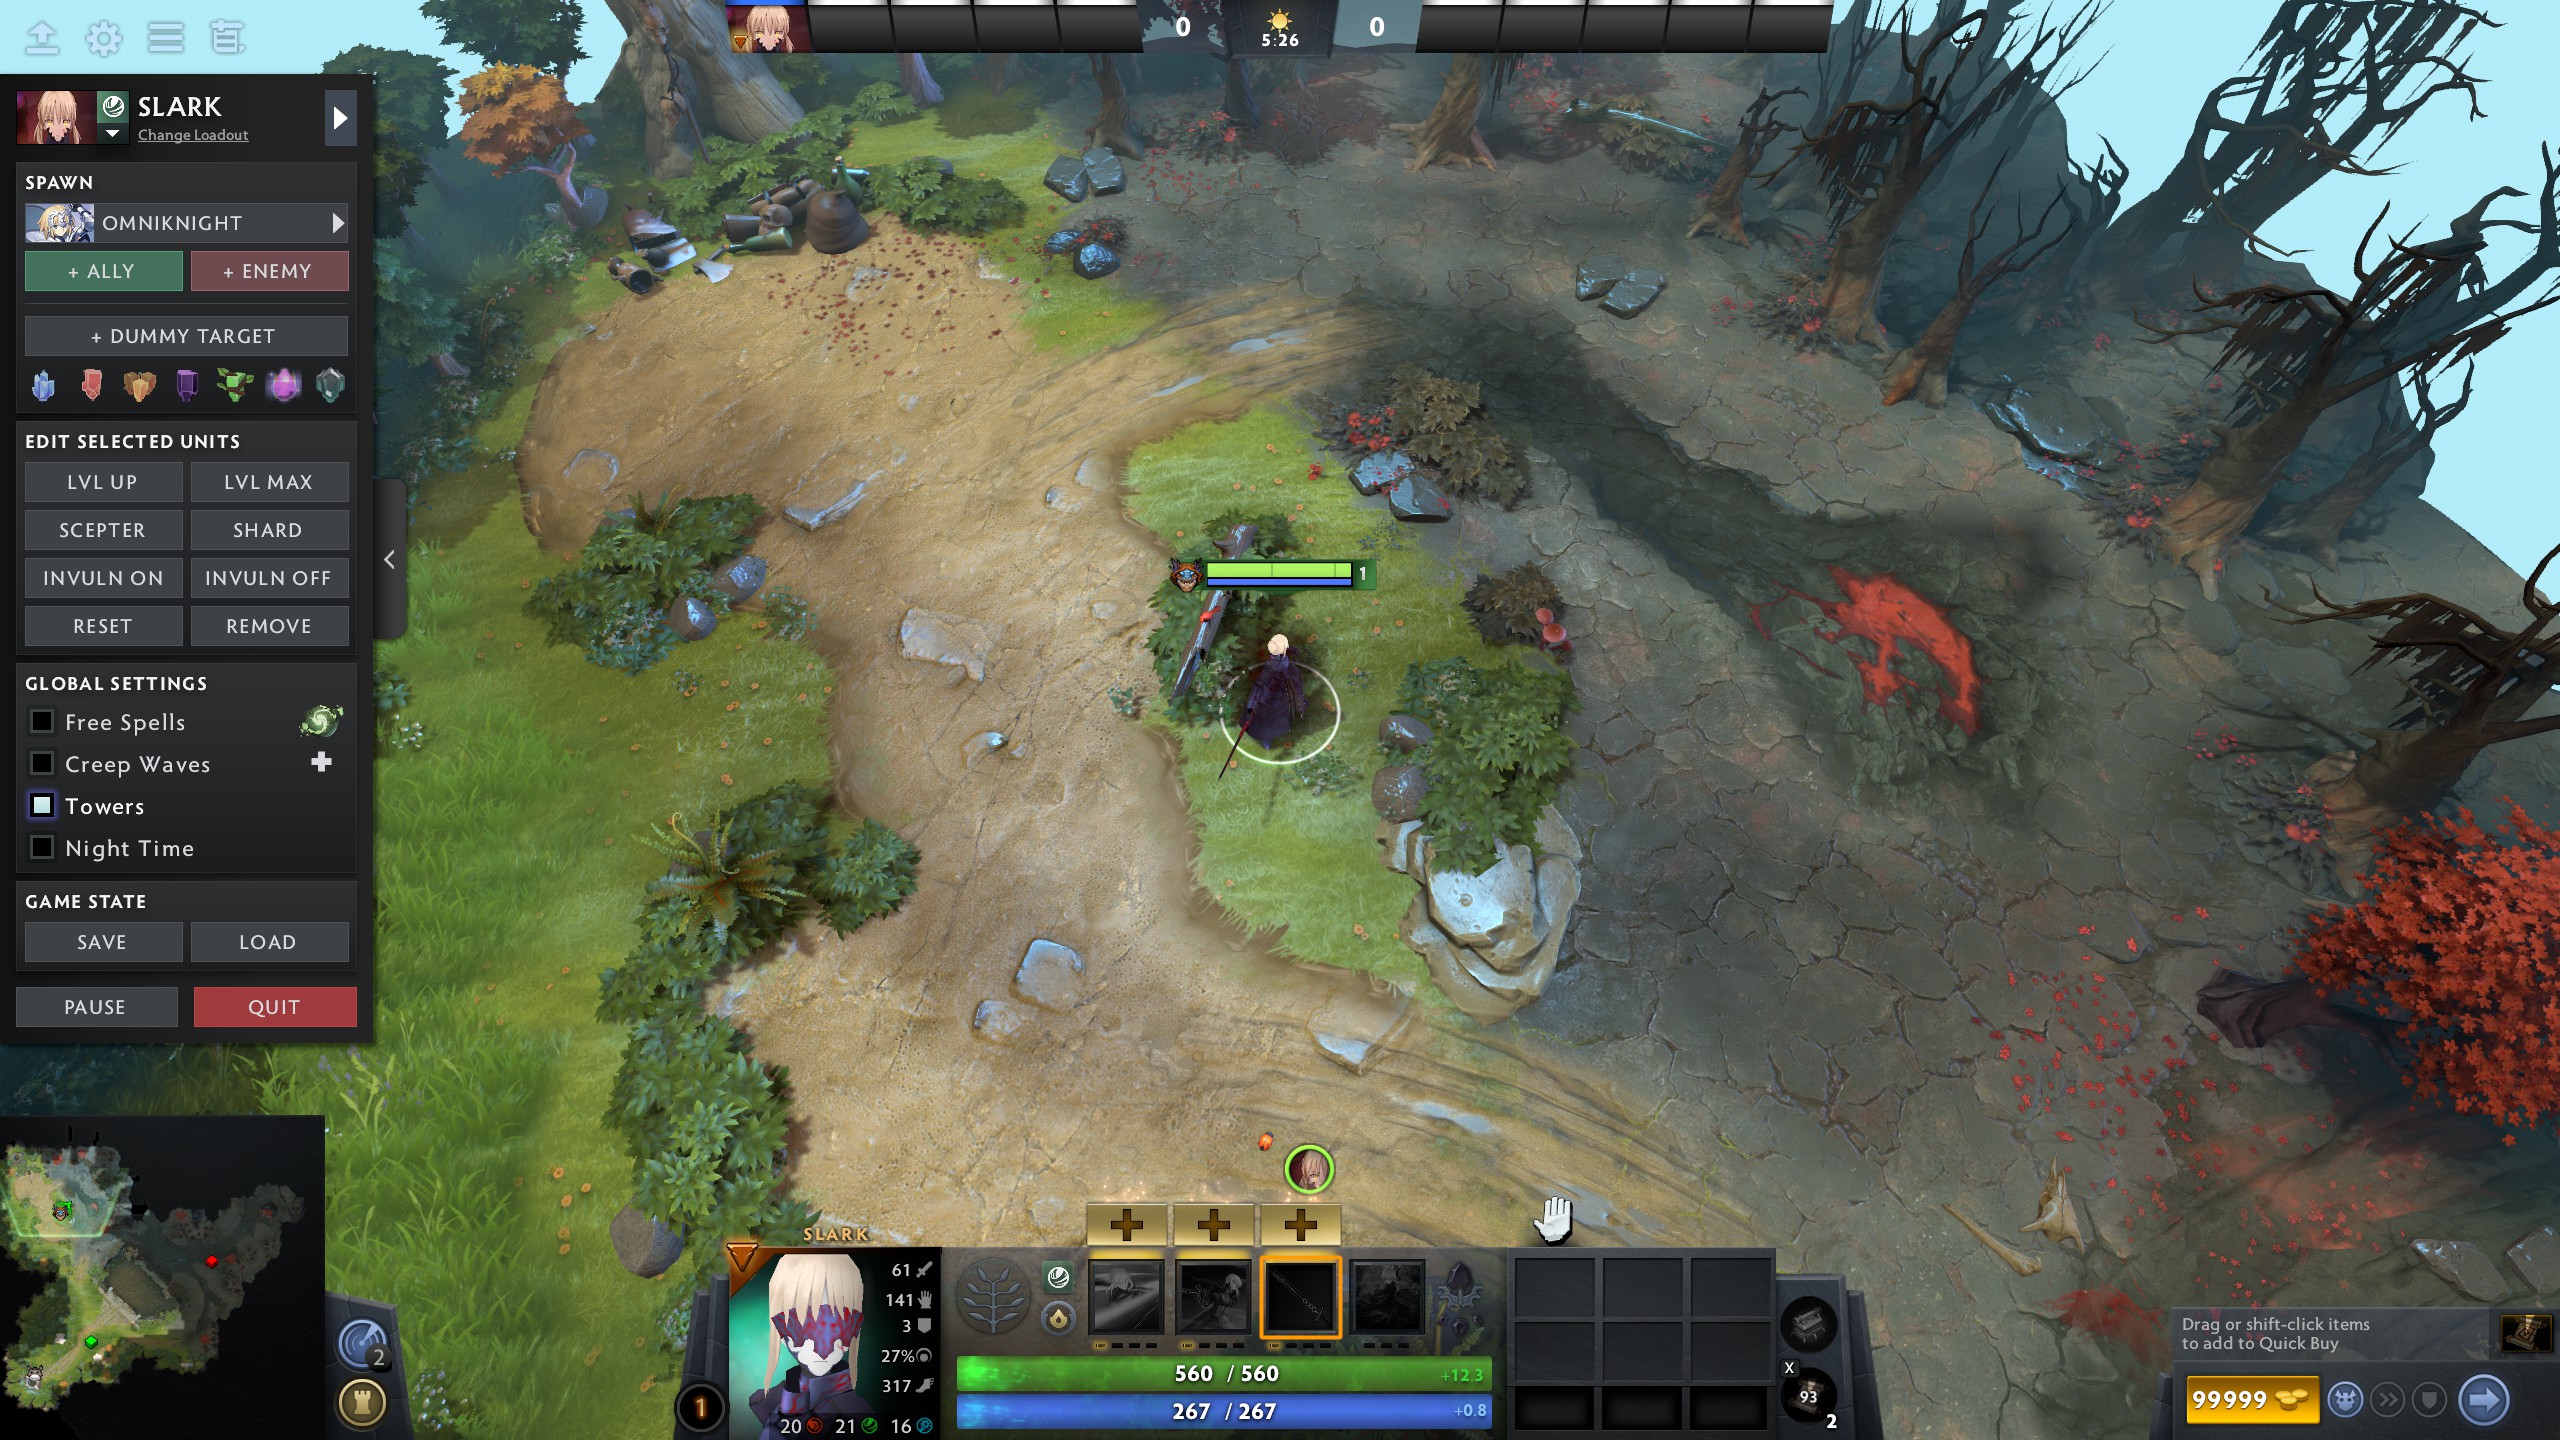 0
5:26
0
SLARK
Change Loadout
SPAWN
OMNIKNIGHT
+ ALLY
+ ENEMY
+ DUMMY TARGET
EDIT SELECTED UNITS
LVL UP
LVL MAX
SCEPTER
SHARD
INVULN ON
INVULN OFF
RESET
REMOVE
GLOBAL SETTINGS
Free Spells
Creep Waves
Towers
Night Time
GAME STATE
SAVE
LOAD
PAUSE
QUIT
1
2
SLARK
61
141
3
27%
317
20 21 16
1
560 / 560
+12.3
267 / 267
+0.8
X
93
2
Drag or shift-click items
to add to Quick Buy
99999